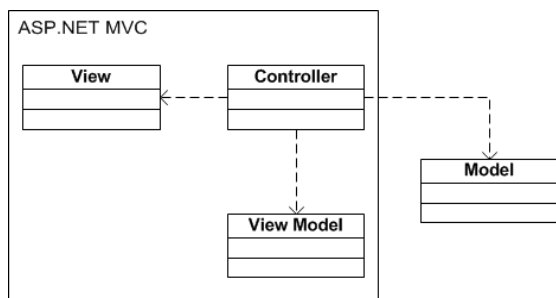 ASP.NET MVC
View
Controller
Model
View Model